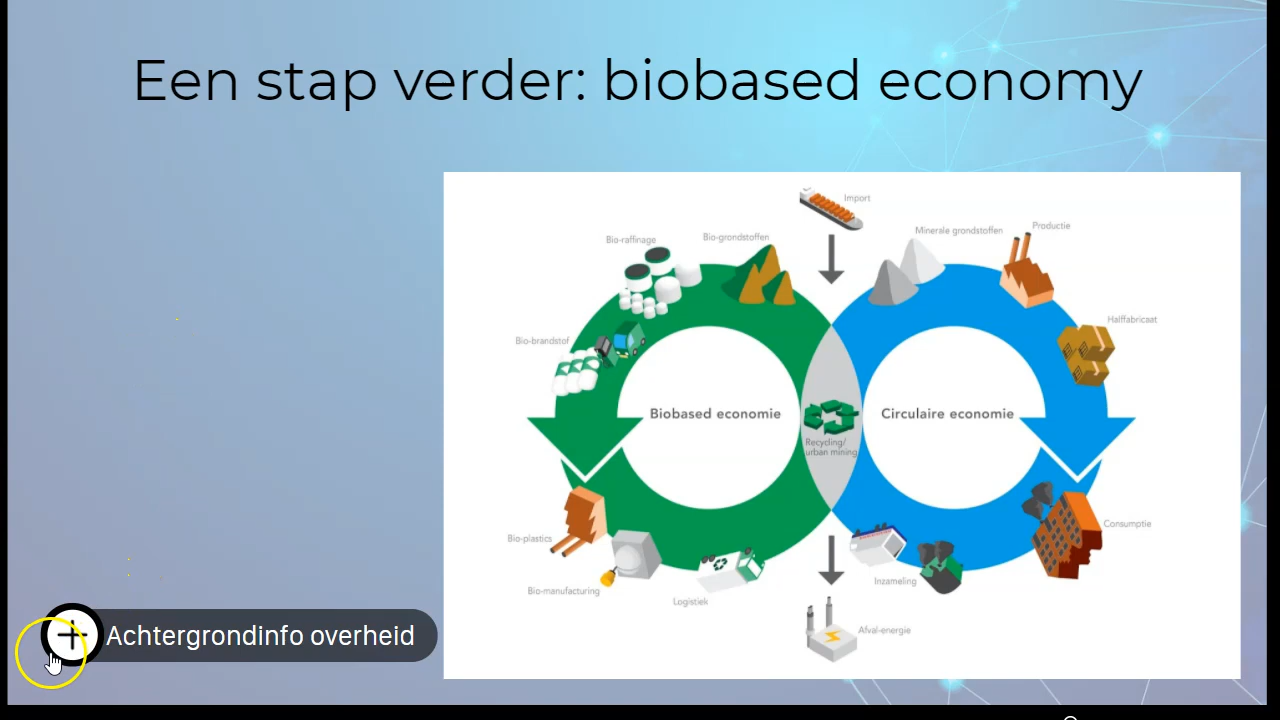 Een stap verder: biobased economy
Import
Bio-raffinage
Bio-grondstoffen
Minerale grondstoffen
Productie
Bio-brandstof
Halffabricaat
Biobased economie
Recycling/
urban mining
Circulaire economie
Bio-plastics
Consumptie
Bio-manufacturing
Logistiek
Inzameling
Afval-energie
Achtergrondinfo overheid